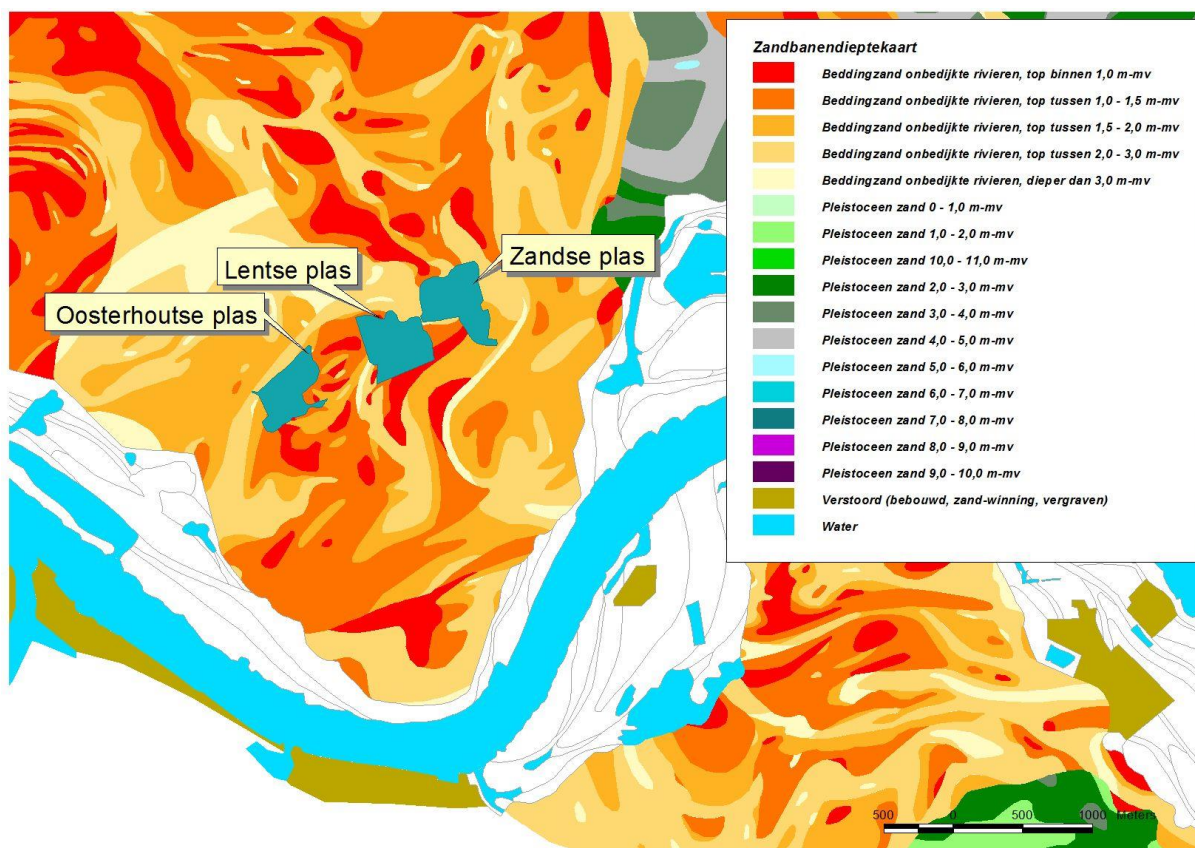 Zandbanendieptekaart
Beddingzand onbedijkte rivieren, top binnen 1,0 m-mv
Beddingzand onbedijkte rivieren, top tussen 1,0 - 1,5 m-mv
Beddingzand onbedijkte rivieren, top tussen 1,5 - 2,0 m-mv
Beddingzand onbedijkte rivieren, top tussen 2,0 - 3,0 m-mv
Beddingzand onbedijkte rivieren, dieper dan 3,0 m-mv
Pleistoceen zand 0 - 1,0 m-mv
Pleistoceen zand 1,0 - 2,0 m-mv
Pleistoceen zand 10,0 - 11,0 m-mv
Pleistoceen zand 2,0 - 3,0 m-mv
Pleistoceen zand 3,0 - 4,0 m-mv
Pleistoceen zand 4,0 - 5,0 m-mv
Pleistoceen zand 5,0 - 6,0 m-mv
Pleistoceen zand 6,0 - 7,0 m-mv
Pleistoceen zand 7,0 - 8,0 m-mv
Pleistoceen zand 8,0 - 9,0 m-mv
Pleistoceen zand 9,0 - 10,0 m-mv
Verstoord (bebouwd, zand-winning, vergraven)
Water
Zandse plas
Lentse plas
Oosterhoutse plas
500 0 500 1000 Meters